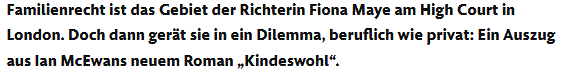 Familienrecht ist das Gebiet der Richterin Fiona Maye am High Court in
London. Doch dann gerät sie in ein Dilemma, beruflich wie privat: Ein Auszug
aus Ian McEwans neuem Roman „Kindeswohl“.